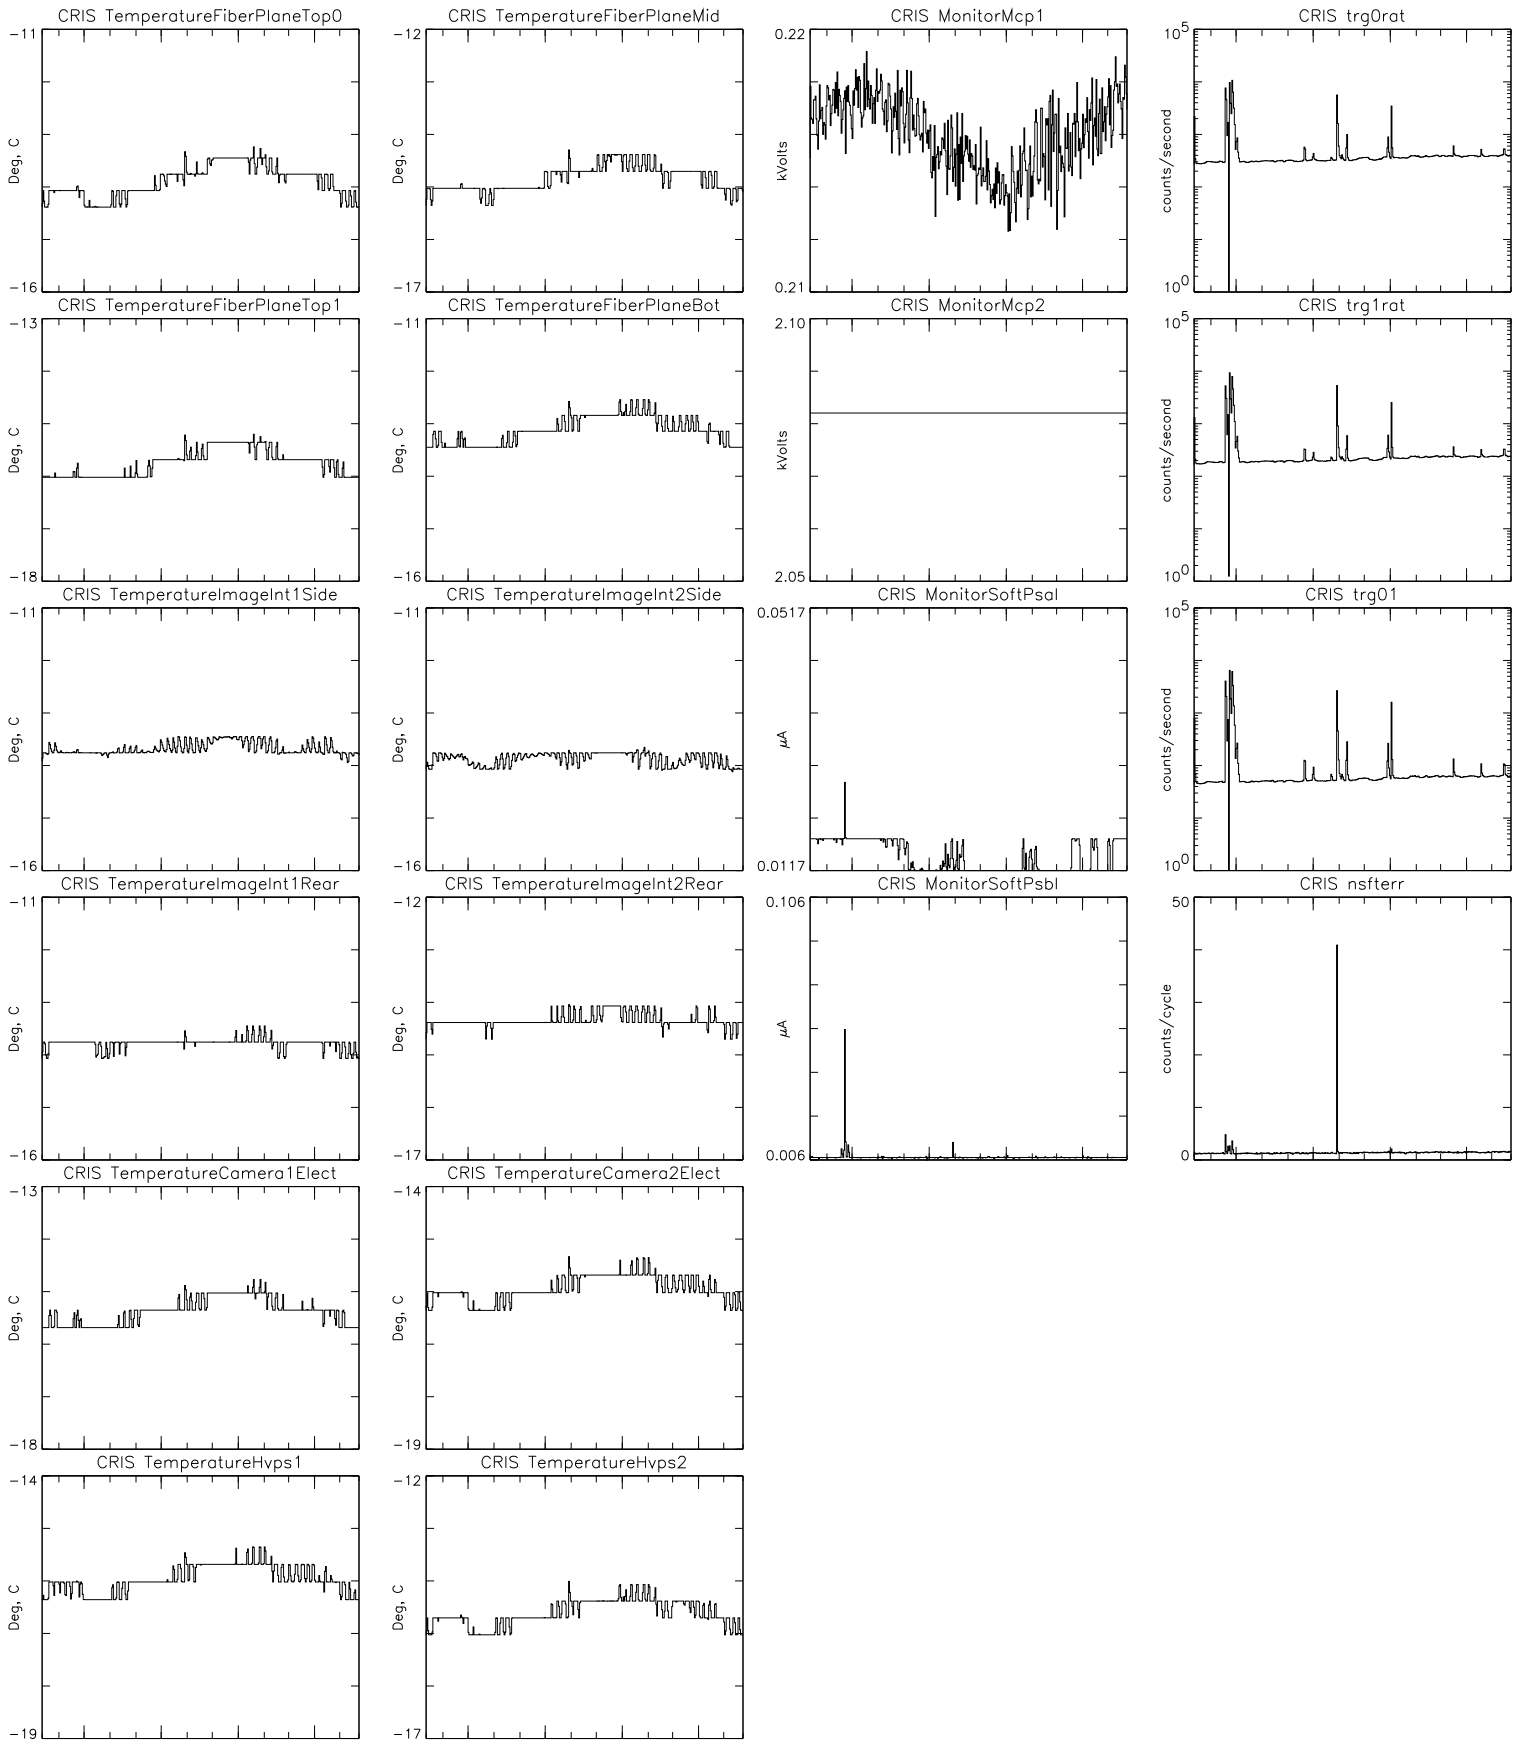 CRIS TemperatureFiberPlaneTop0
-11
Deg, C
-16
CRIS TemperatureFiberPlaneMid
-12
Deg, C
-17
CRIS MonitorMcp1
0.22
kVolts
0.21
CRIS trg0rat
10^5
counts/second
10^0
CRIS TemperatureFiberPlaneTop1
-13
Deg, C
-18
CRIS TemperatureFiberPlaneBot
-11
Deg, C
-16
CRIS MonitorMcp2
2.10
kVolts
2.05
CRIS trg1rat
10^5
counts/second
10^0
CRIS TemperatureImageInt1Side
-11
Deg, C
-16
CRIS TemperatureImageInt2Side
-11
Deg, C
-16
CRIS MonitorSoftPsaI
0.0517
μA
0.0117
CRIS trg01
10^5
counts/second
10^0
CRIS TemperatureImageInt1Rear
-11
Deg, C
-16
CRIS TemperatureImageInt2Rear
-12
Deg, C
-17
CRIS MonitorSoftPsbI
0.106
μA
0.006
CRIS nsfterr
50
counts/cycle
0
CRIS TemperatureCamera1Elect
-13
Deg, C
-18
CRIS TemperatureCamera2Elect
-14
Deg, C
-19
CRIS TemperatureHvps1
-14
Deg, C
-19
CRIS TemperatureHvps2
-12
Deg, C
-17